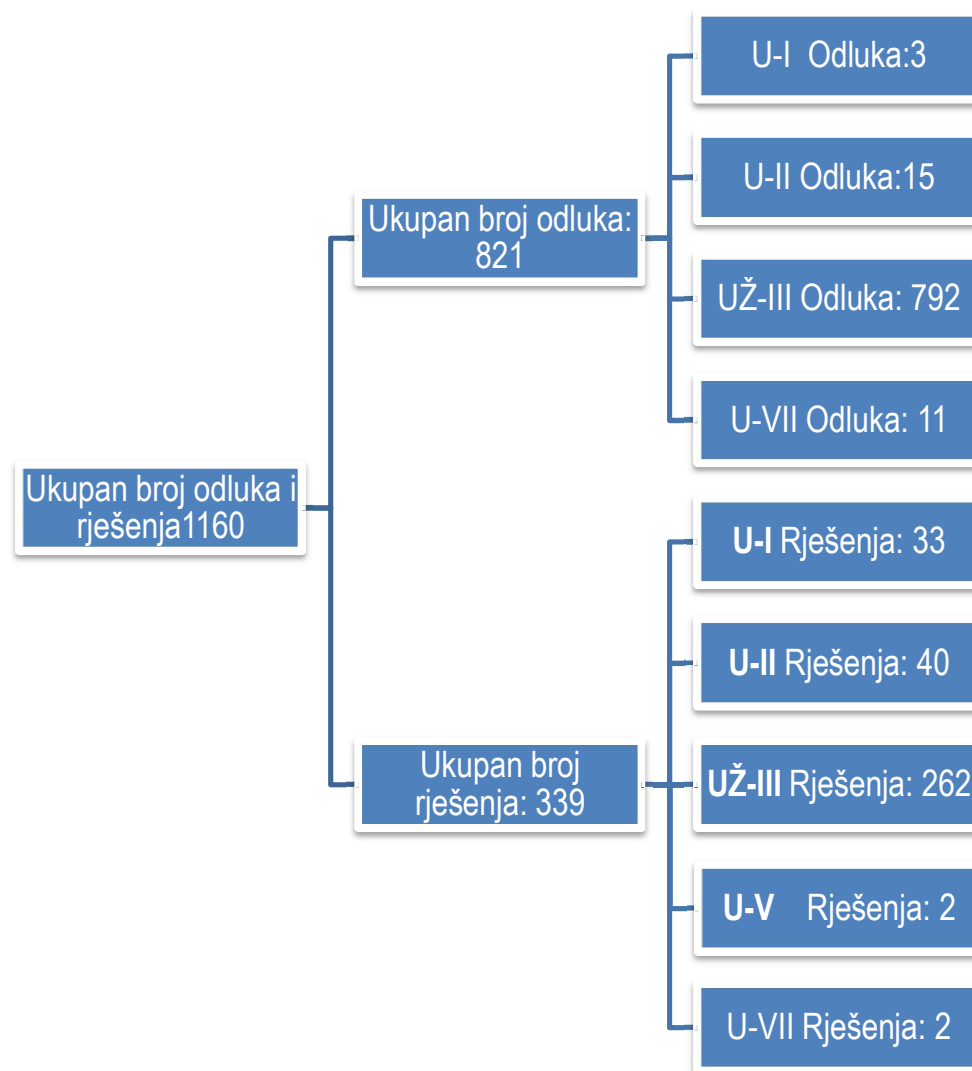 Ukupan broj odluka i
rješenja1160
Ukupan broj odluka:
821
U-I  Odluka:3
U-II Odluka:15
UŽ-III Odluka: 792
U-VII Odluka: 11
Ukupan broj
rješenja: 339
U-I Rješenja: 33
U-II Rješenja: 40
UŽ-III Rješenja: 262
U-V    Rješenja: 2
U-VII Rješenja: 2